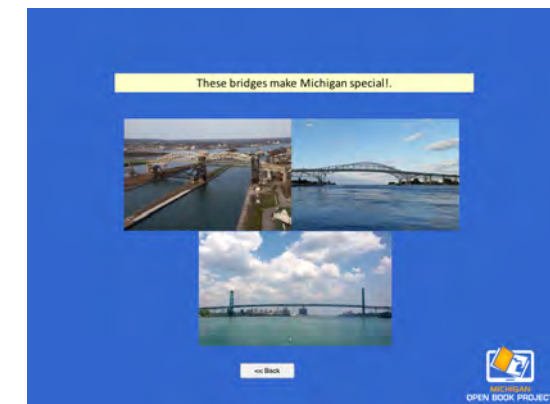 These bridges make Michigan special!.
<< Back
MICHIGAN
OPEN BOOK PROJECT